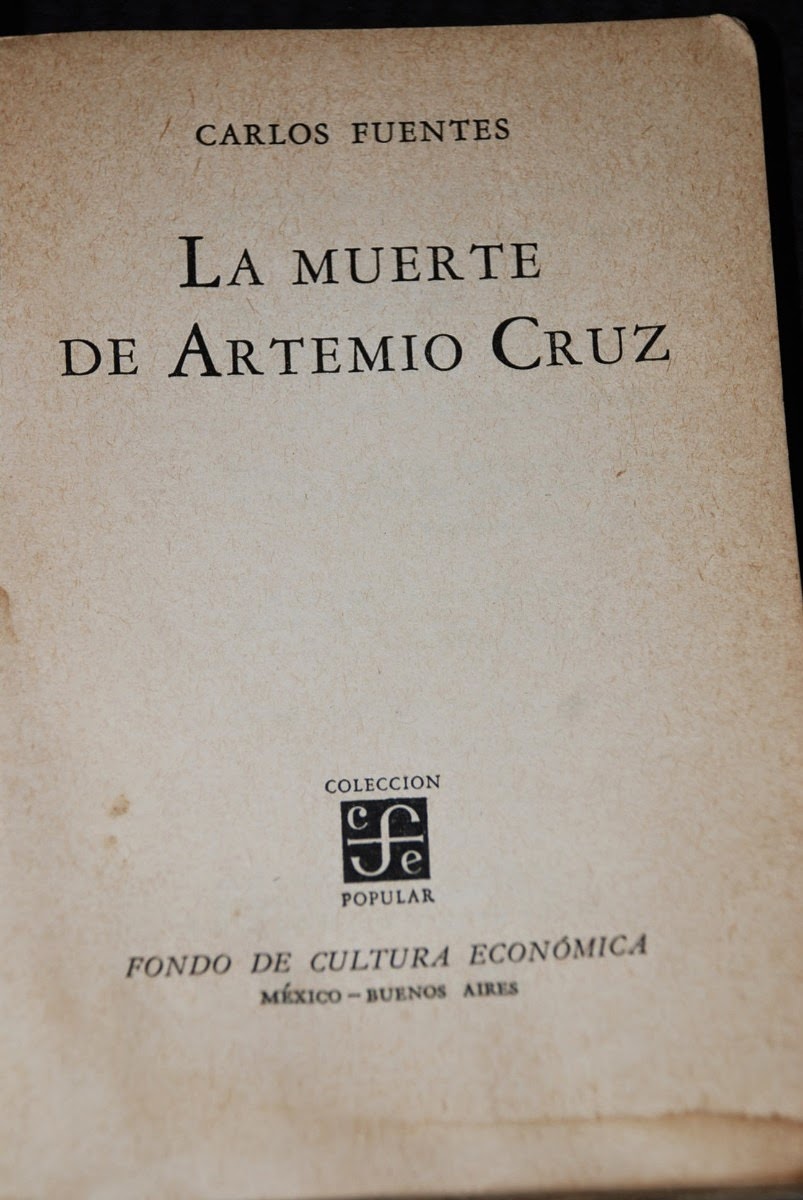 CARLOS FUENTES
LA MUERTE
DE ARTEMIO CRUZ
COLECCION
cfe
POPULAR
FONDO DE CULTURA ECONÓMICA
MÉXICO – BUENOS AIRES